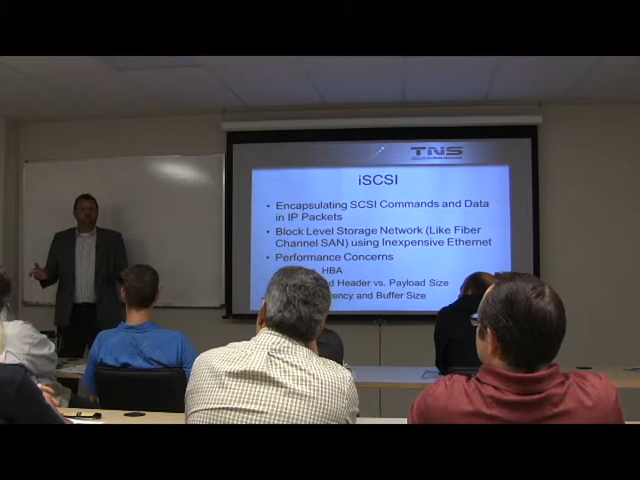 TNS
iSCSI
• Encapsulating SCSI Commands and Data
in IP Packets
• Block Level Storage Network (Like Fiber
Channel SAN) using Inexpensive Ethernet
• Performance Concerns
HBA
Header vs. Payload Size
and Buffer Size